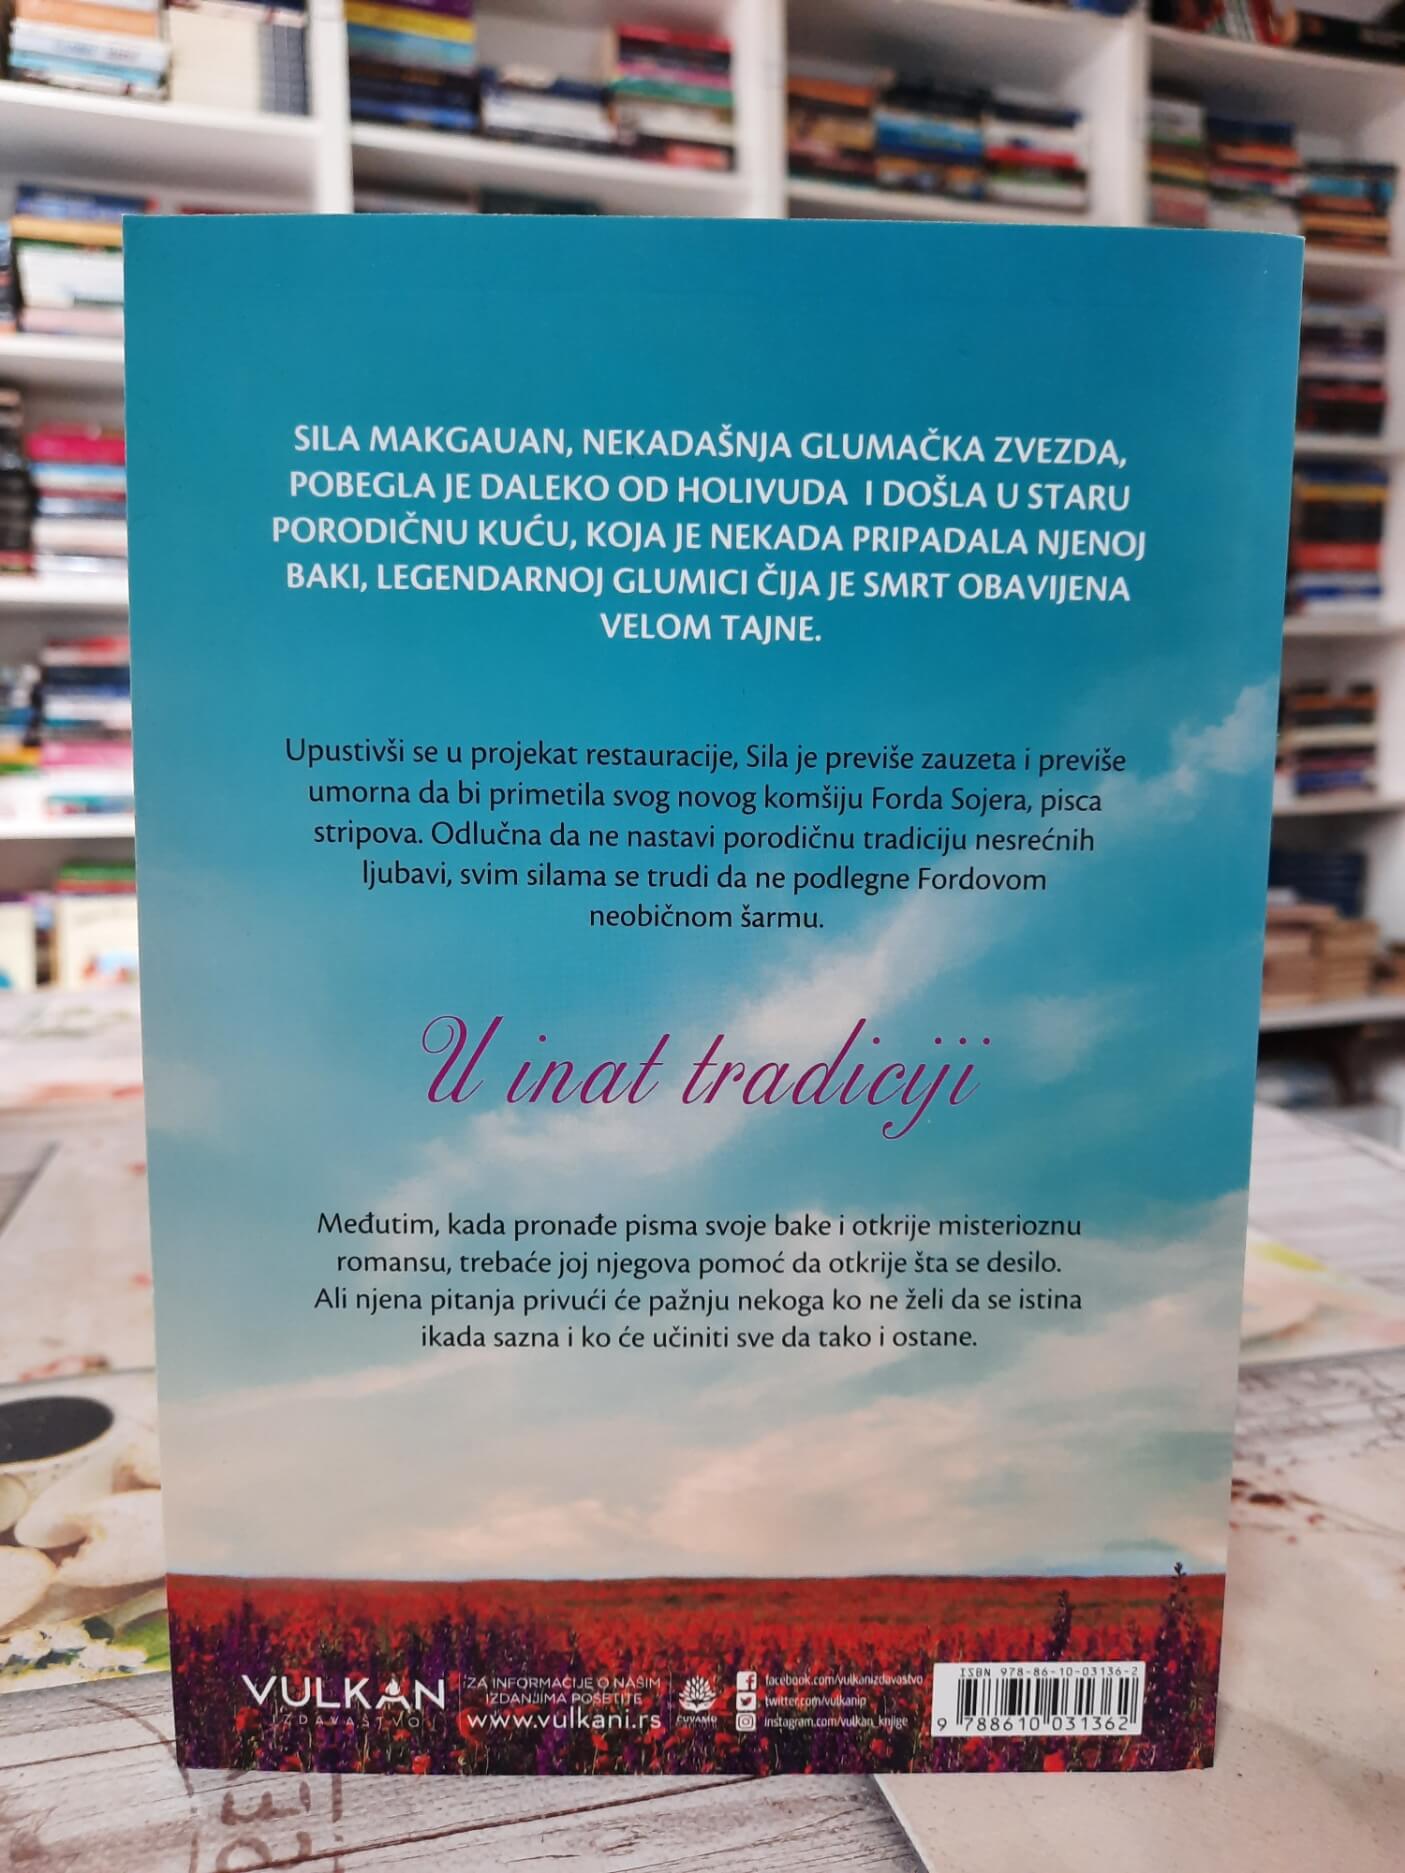 SILA MAKGAUAN, NEKADAŠNJA GLUMAČKA ZVEZDA,
POBEGLA JE DALEKO OD HOLIVUDA I DOŠLA U STARU
PORODIČNU KUĆU, KOJA JE NEKADA PRIPADALA NJENOJ
BAKI, LEGENDARNOJ GLUMICI ČIJA JE SMRT OBAVIJENA
VELOM TAJNE.
Upustivši se u projekat restauracije, Sila je previše zauzeta i previše
umorna da bi primetila svog novog komšiju Forda Sojera, pisca
stripova. Odlučna da ne nastavi porodičnu tradiciju nesrećnih
ljubavi, svim silama se trudi da ne podlegne Fordovom
neobičnom šarmu.
U inat tradiciji
Međutim, kada pronađe pisma svoje bake i otkrije misterioznu
romansu, trebaće joj njegova pomoć da otkrije šta se desilo.
Ali njena pitanja privući će pažnju nekoga ko ne želi da se istina
ikada sazna i ko će učiniti sve da tako i ostane.
VULKAN
IZDAVAŠTVO
ZA INFORMACIJE O NAŠIM
IZDANJIMA POSETITE
www.vulkani.rs
ČUVAMO
facebook.com/vulkanizdavastvo
twitter.com/vulkanip
instagram.com/vulkan_knjige
ISBN 978-86-10-03136-2
9 788610 031362